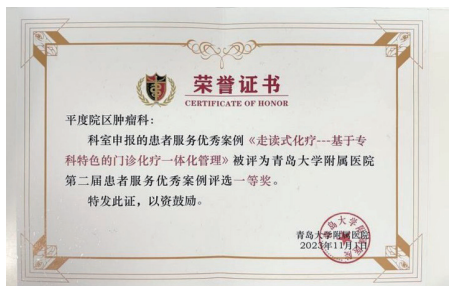 荣誉证书
CERTIFICATE OF HONOR
平度院区肿瘤科：
科室申报的患者服务优秀案例《走读式化疗---基于专
科特色的门诊化疗一体化管理》被评为青岛大学附属医院
第二届患者服务优秀案例评选一等奖。
特发此证，以资鼓励。
青岛大学附属医院
2023年11月1日